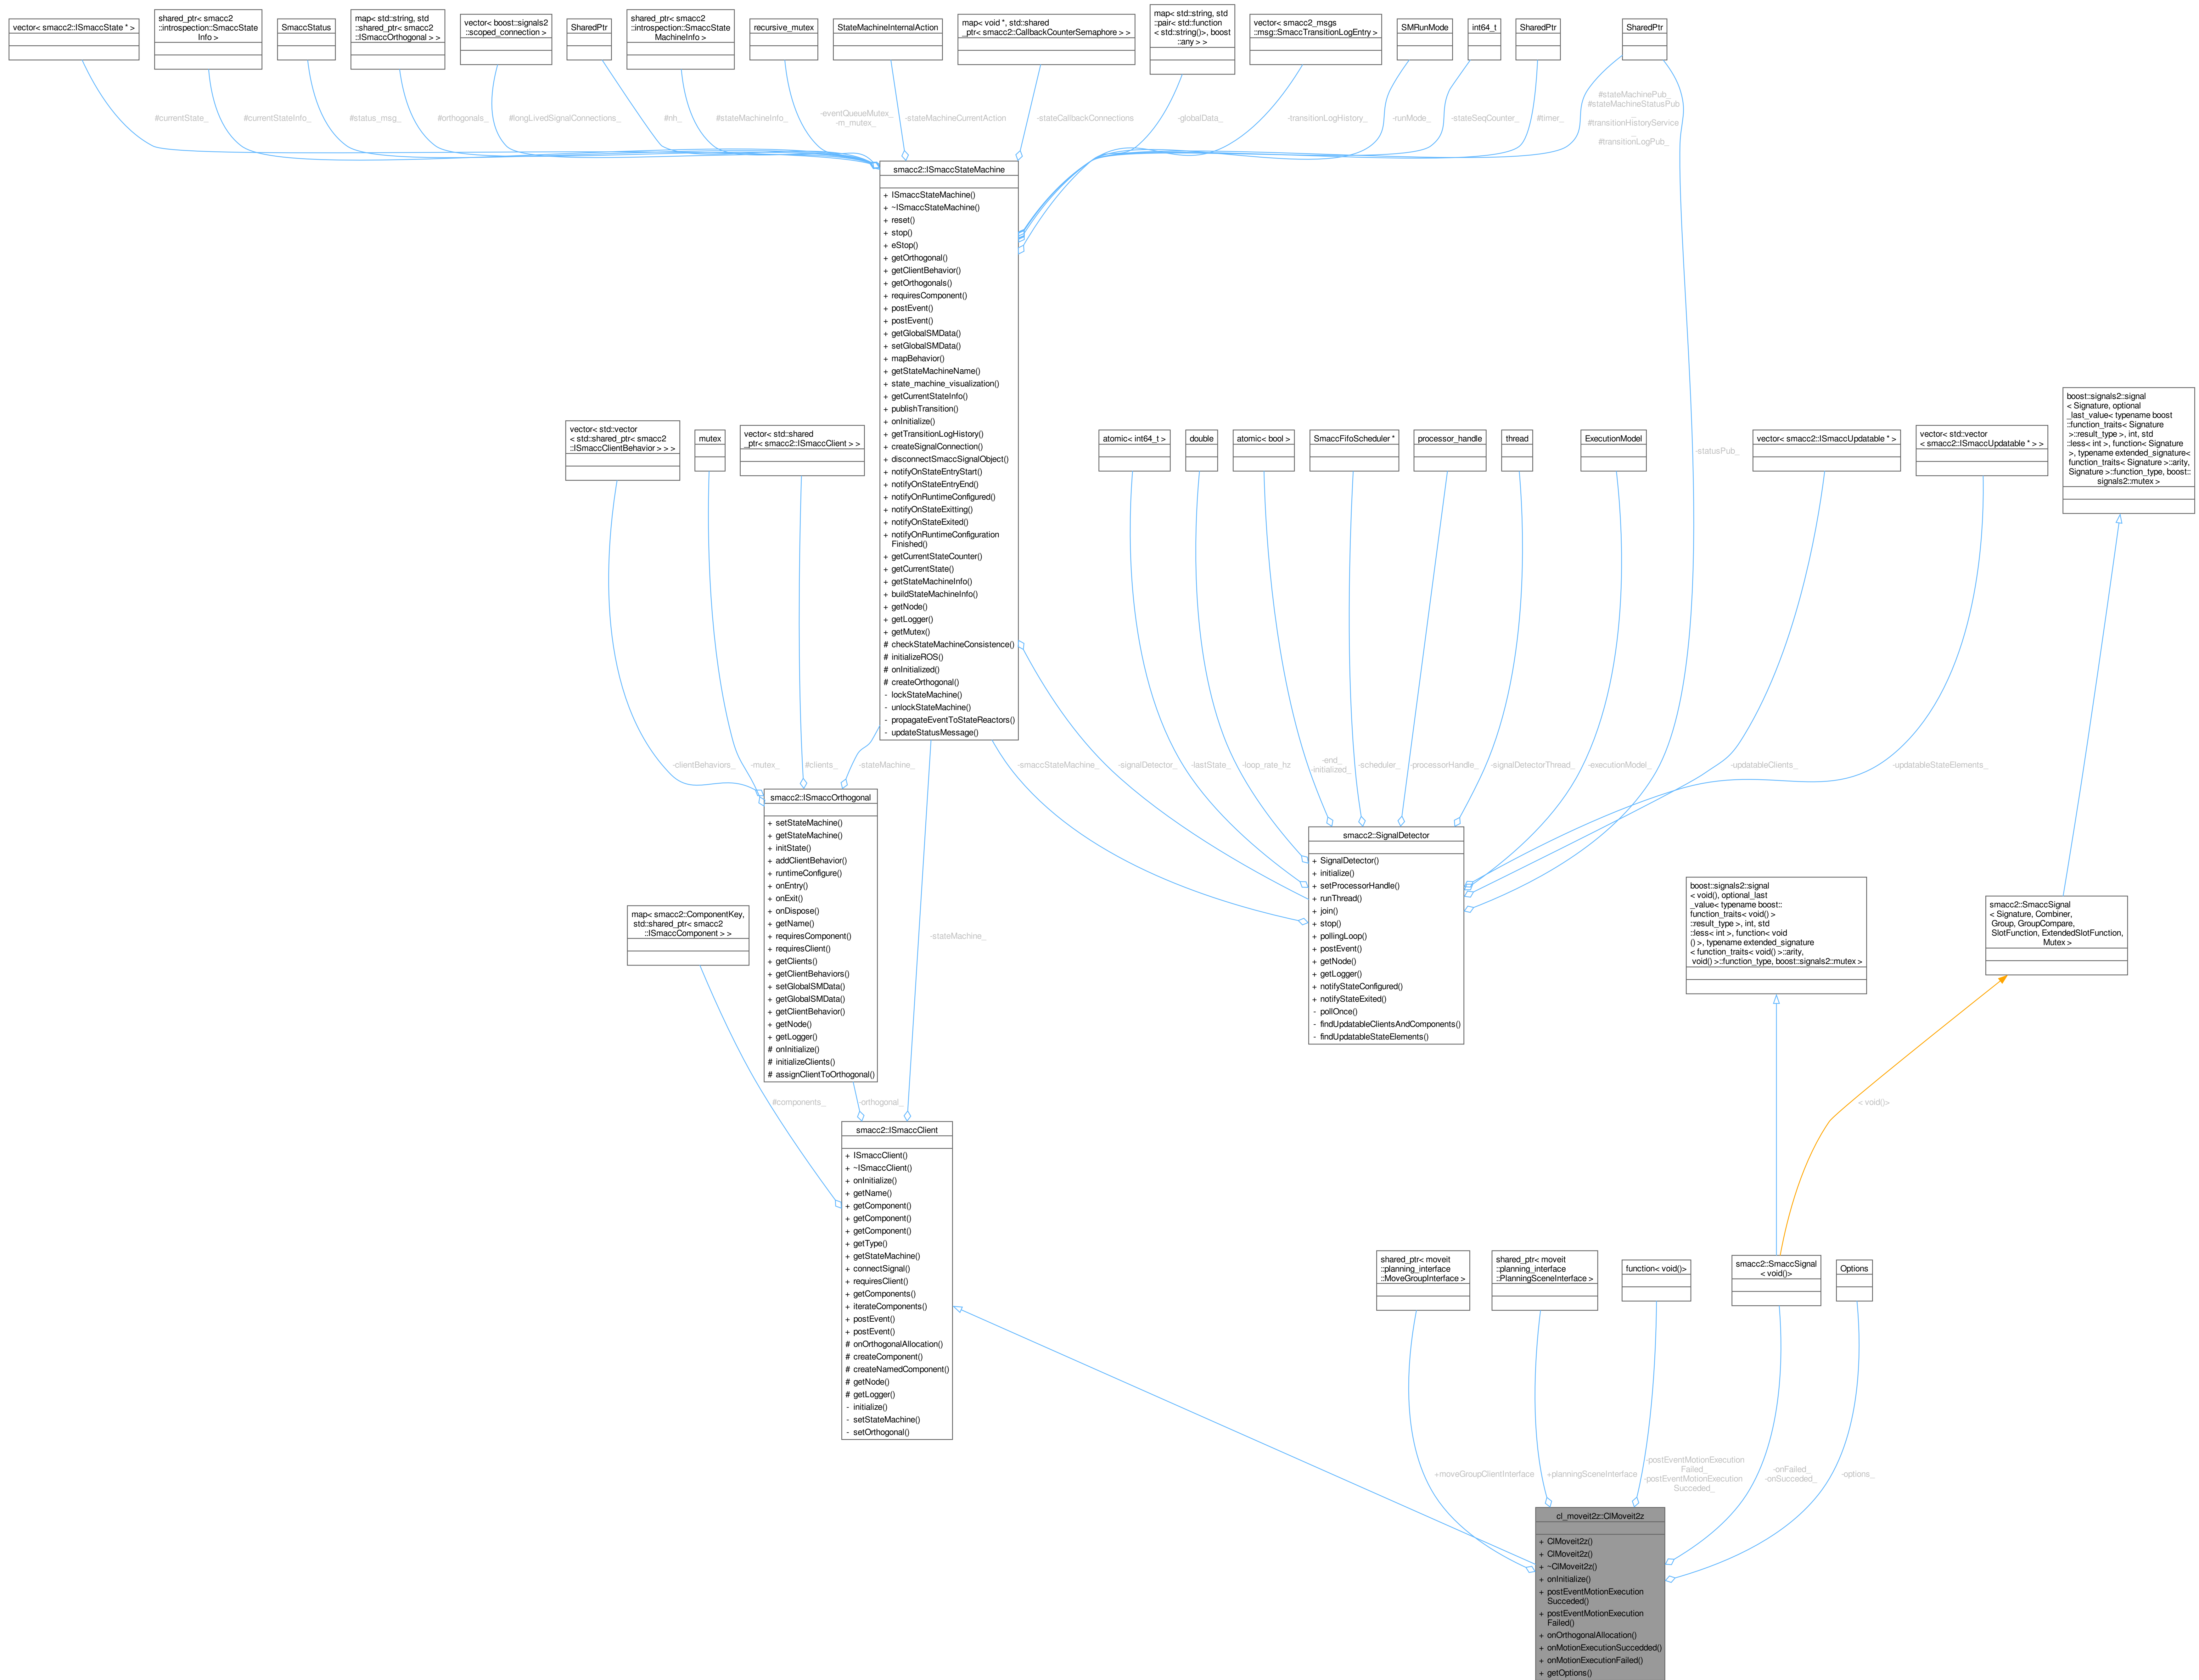 vector< smacc2::ISmaccState * >
shared_ptr< smacc2
::introspection::SmaccState
Info >
SmaccStatus
map< std::string, std
::shared_ptr< smacc2
::ISmaccOrthogonal > >
vector< boost::signals2
::scoped_connection >
SharedPtr
shared_ptr< smacc2
::introspection::SmaccState
MachineInfo >
recursive_mutex
StateMachineInternalAction
map< void *, std::shared
_ptr< smacc2::CallbackCounterSemaphore > >
map< std::string, std
::pair< std::function
< std::string()>, boost
::any > >
vector< smacc2_msgs
::msg::SmaccTransitionLogEntry >
SMRunMode
int64_t
SharedPtr
SharedPtr
#currentState_
#currentStateInfo_
#status_msg_
#orthogonals_
#longLivedSignalConnections_
#nh_
#stateMachineInfo_
-eventQueueMutex_
-m_mutex_
-stateMachineCurrentAction
-stateCallbackConnections
-globalData_
-transitionLogHistory_
-runMode_
-stateSeqCounter_
#timer_
#stateMachinePub_
#stateMachineStatusPub
_
#transitionHistoryService
_
#transitionLogPub_
smacc2::ISmaccStateMachine
+ ISmaccStateMachine()
+ ~ISmaccStateMachine()
+ reset()
+ stop()
+ eStop()
+ getOrthogonal()
+ getClientBehavior()
+ getOrthogonals()
+ requiresComponent()
+ postEvent()
+ postEvent()
+ getGlobalSMData()
+ setGlobalSMData()
+ mapBehavior()
+ getStateMachineName()
+ state_machine_visualization()
+ getCurrentStateInfo()
+ publishTransition()
+ onInitialize()
+ getTransitionLogHistory()
+ createSignalConnection()
+ disconnectSmaccSignalObject()
+ notifyOnStateEntryStart()
+ notifyOnStateEntryEnd()
+ notifyOnRuntimeConfigured()
+ notifyOnStateExitting()
+ notifyOnStateExited()
+ notifyOnRuntimeConfiguration
Finished()
+ getCurrentStateCounter()
+ getCurrentState()
+ getStateMachineInfo()
+ buildStateMachineInfo()
+ getNode()
+ getLogger()
+ getMutex()
# checkStateMachineConsistence()
# initializeROS()
# onInitialized()
# createOrthogonal()
- lockStateMachine()
- unlockStateMachine()
- propagateEventToStateReactors()
- updateStatusMessage()
vector< std::vector
< std::shared_ptr< smacc2
::ISmaccClientBehavior > > >
mutex
vector< std::shared
_ptr< smacc2::ISmaccClient > >
atomic< int64_t >
double
atomic< bool >
SmaccFifoScheduler *
processor_handle
thread
ExecutionModel
-statusPub_
vector< smacc2::ISmaccUpdatable * >
vector< std::vector
< smacc2::ISmaccUpdatable * > >
boost::signals2::signal
< Signature, optional
_last_value< typename boost
::function_traits< Signature
>::result_type >, int, std
::less< int >, function< Signature
>, typename extended_signature<
function_traits< Signature >::arity,
Signature >::function_type, boost::
signals2::mutex >
-clientBehaviors_
-mutex_
#clients_
-stateMachine_
-smaccStateMachine_
-signalDetector_
-lastState_
-loop_rate_hz
-end_
-initialized_
-scheduler_
-processorHandle_
-signalDetectorThread_
-executionModel_
-updatableClients_
-updatableStateElements_
smacc2::ISmaccOrthogonal
+ setStateMachine()
+ getStateMachine()
+ initState()
+ addClientBehavior()
+ runtimeConfigure()
+ onEntry()
+ onExit()
+ onDispose()
+ getName()
+ requiresComponent()
+ requiresClient()
+ getClients()
+ getClientBehaviors()
+ setGlobalSMData()
+ getGlobalSMData()
+ getClientBehavior()
+ getNode()
+ getLogger()
# onInitialize()
# initializeClients()
# assignClientToOrthogonal()
smacc2::SignalDetector
+ SignalDetector()
+ initialize()
+ setProcessorHandle()
+ runThread()
+ join()
+ stop()
+ pollingLoop()
+ postEvent()
+ getNode()
+ getLogger()
+ notifyStateConfigured()
+ notifyStateExited()
- pollOnce()
- findUpdatableClientsAndComponents()
- findUpdatableStateElements()
map< smacc2::ComponentKey,
std::shared_ptr< smacc2
::ISmaccComponent > >
-stateMachine_
boost::signals2::signal
< void(), optional_last
_value< typename boost::
function_traits< void() >
::result_type >, int, std
::less< int >, function< void
() >, typename extended_signature
< function_traits< void() >::arity,
void() >::function_type, boost::signals2::mutex >
smacc2::SmaccSignal
< Signature, Combiner,
Group, GroupCompare,
SlotFunction, ExtendedSlotFunction,
Mutex >
#components_
-orthogonal_
< void()>
smacc2::ISmaccClient
+ ISmaccClient()
+ ~ISmaccClient()
+ onInitialize()
+ getName()
+ getComponent()
+ getComponent()
+ getComponent()
+ getType()
+ getStateMachine()
+ connectSignal()
+ requiresClient()
+ getComponents()
+ iterateComponents()
+ postEvent()
+ postEvent()
# onOrthogonalAllocation()
# createComponent()
# createNamedComponent()
# getNode()
# getLogger()
- initialize()
- setStateMachine()
- setOrthogonal()
shared_ptr< moveit
::planning_interface
::MoveGroupInterface >
shared_ptr< moveit
::planning_interface
::PlanningSceneInterface >
function< void()>
smacc2::SmaccSignal
< void()>
Options
+moveGroupClientInterface
+planningSceneInterface
-postEventMotionExecution
Failed_
-postEventMotionExecution
Succeded_
-onFailed_
-onSucceded_
-options_
cl_moveit2z::ClMoveit2z
+ ClMoveit2z()
+ ClMoveit2z()
+ ~ClMoveit2z()
+ onInitialize()
+ postEventMotionExecution
Succeded()
+ postEventMotionExecution
Failed()
+ onOrthogonalAllocation()
+ onMotionExecutionSuccedded()
+ onMotionExecutionFailed()
+ getOptions()